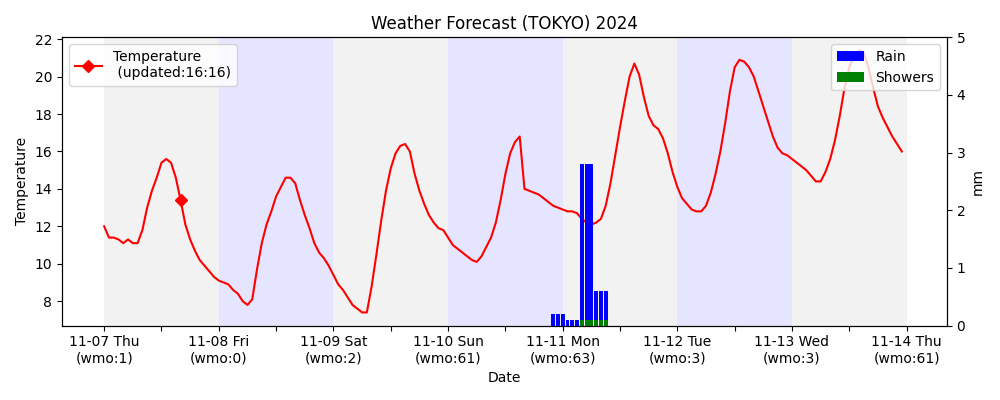 Weather Forecast (TOKYO) 2024
Temperature
(updated:16:16)
Rain
Showers
22
20
18
16
14
12
10
8
Temperature
5
4
3
2
1
0
mm
11-07 Thu
(wmo:1)
11-08 Fri
(wmo:0)
11-09 Sat
(wmo:2)
11-10 Sun
(wmo:61)
11-11 Mon
(wmo:63)
11-12 Tue
(wmo:3)
11-13 Wed
(wmo:3)
11-14 Thu
(wmo:61)
Date